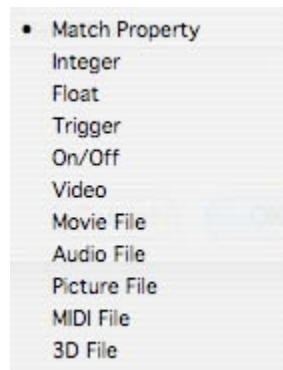 • Match Property
Integer
Float
Trigger
On/Off
Video
Movie File
Audio File
Picture File
MIDI File
3D File